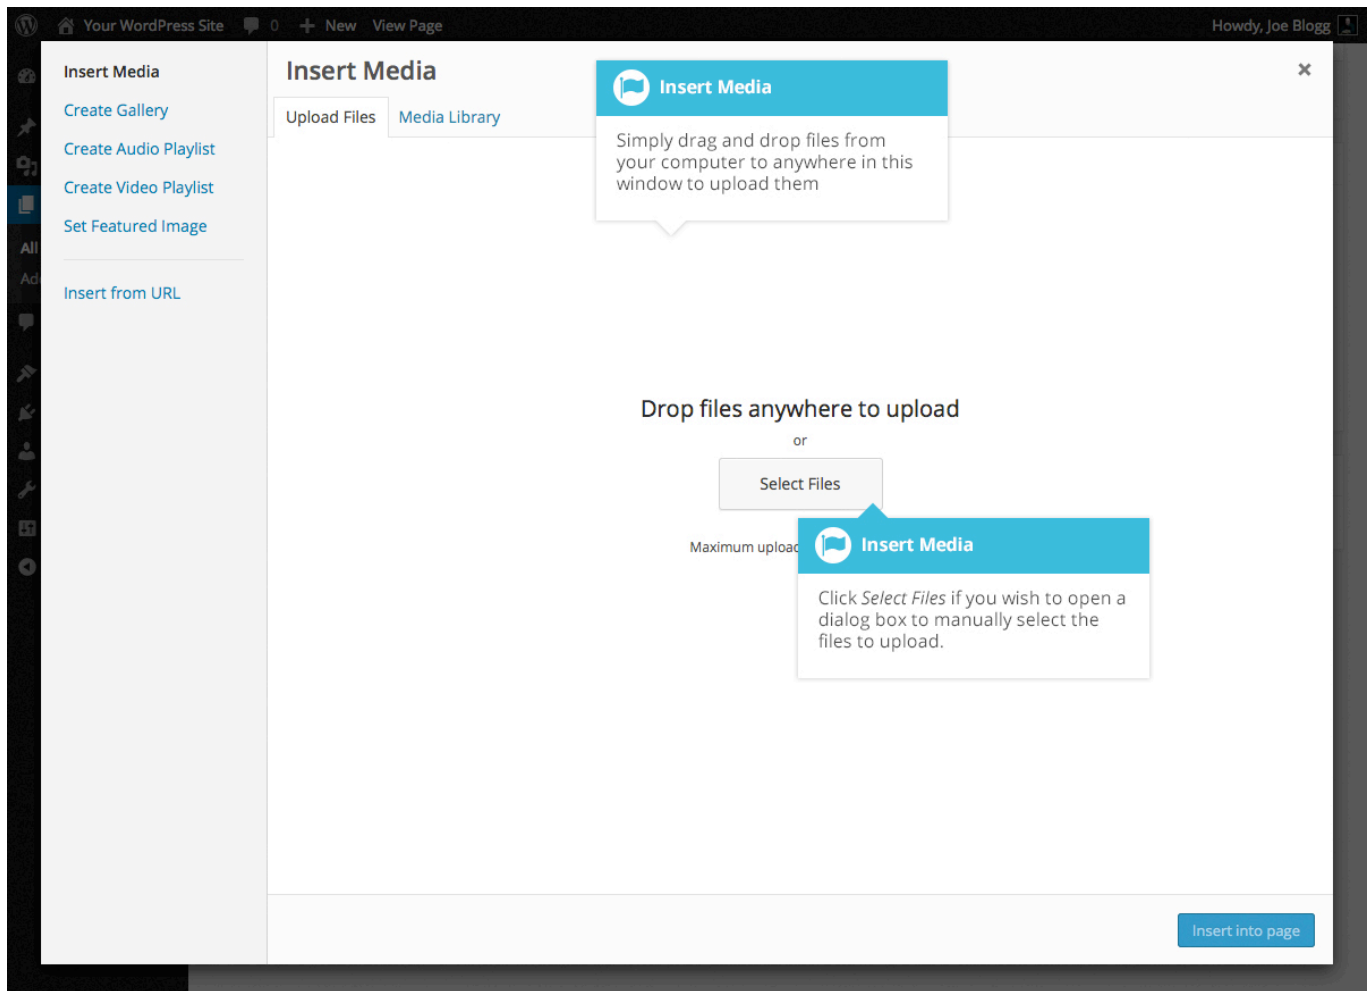 Your WordPress Site 0 + New View Page Howdy, Joe Blogg
Insert Media
Create Gallery
Create Audio Playlist
Create Video Playlist
Set Featured Image
Insert from URL
All
Insert Media
Upload Files Media Library
Insert Media
Simply drag and drop files from
your computer to anywhere in this
window to upload them
Drop files anywhere to upload
or
Select Files
Maximum upload
Insert Media
Click Select Files if you wish to open a
dialog box to manually select the
files to upload.
Insert into page